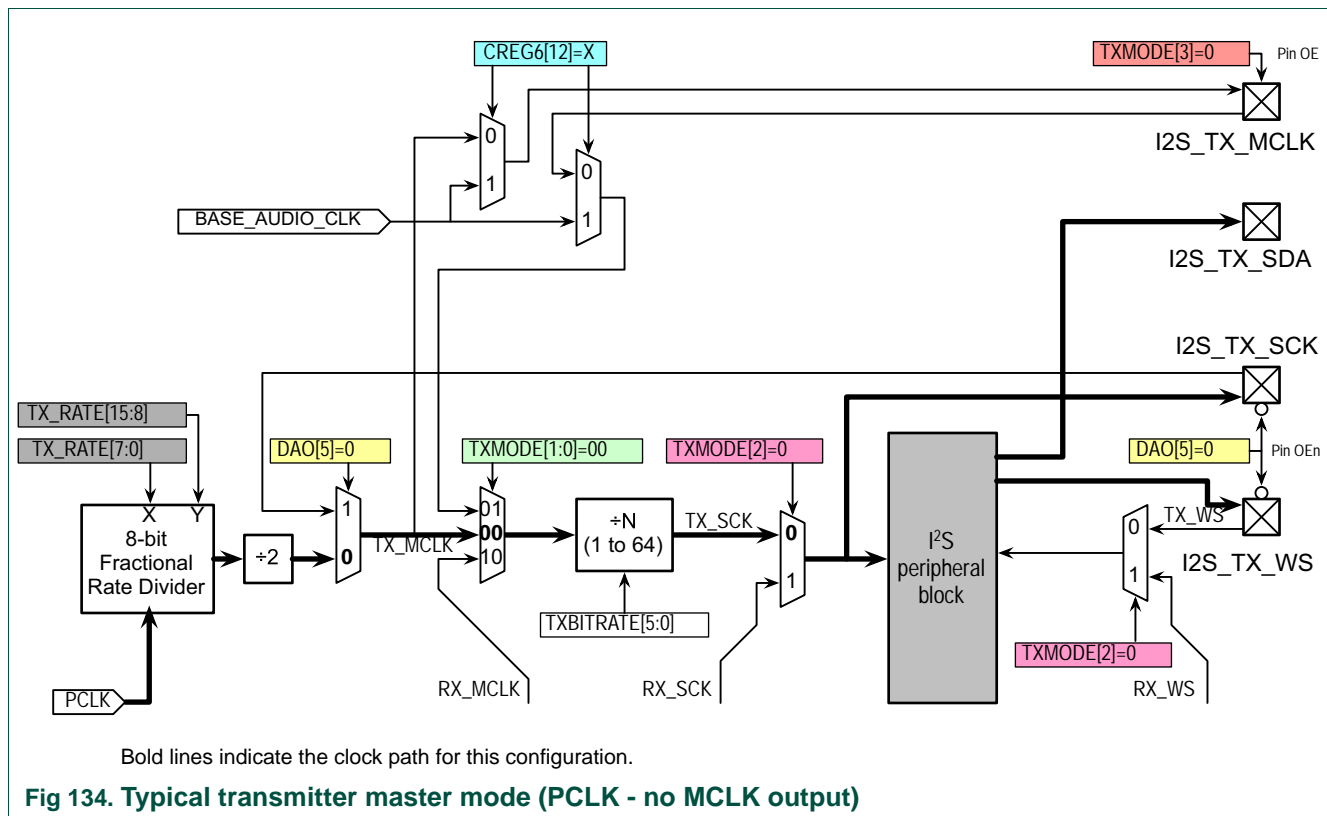 CREG6[12]=X
TXMODE[3]=0
Pin OE
0
1
0
1
I2S_TX_MCLK
BASE_AUDIO_CLK
I2S_TX_SDA
I2S_TX_SCK
TX_RATE[15:8]
TX_RATE[7:0]
DAO[5]=0
TXMODE[1:0]=00
TXMODE[2]=0
DAO[5]=0
Pin OEn
X Y
8-bit
Fractional
Rate Divider
÷2
1
0
TX_MCLK
01
00
10
÷N
(1 to 64)
TX_SCK
0
1
I²S
peripheral
block
TX_WS
0
1
I2S_TX_WS
TXBITRATE[5:0]
TXMODE[2]=0
PCLK
RX_MCLK
RX_SCK
RX_WS
Bold lines indicate the clock path for this configuration.
Fig 134. Typical transmitter master mode (PCLK - no MCLK output)